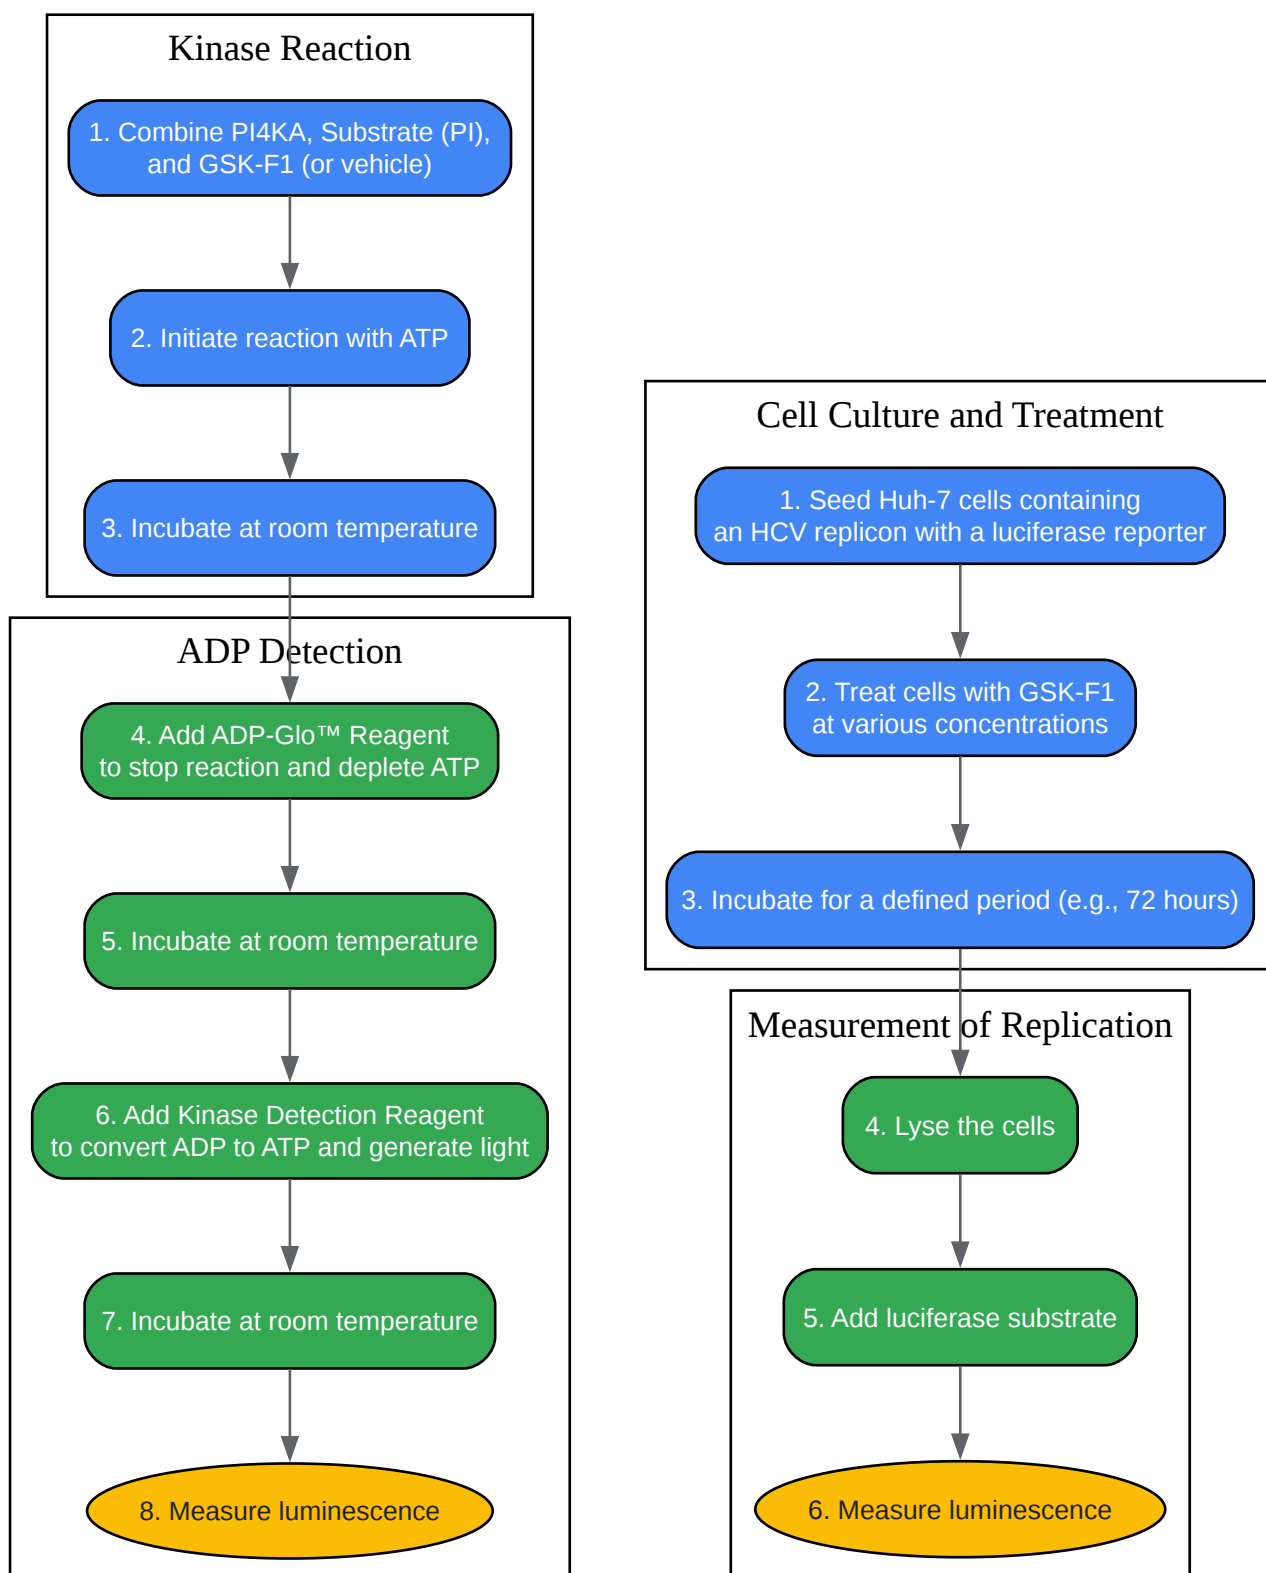 Kinase Reaction
1. Combine PI4KA, Substrate (PI),
and GSK-F1 (or vehicle)
2. Initiate reaction with ATP
3. Incubate at room temperature
ADP Detection
4. Add ADP-Glo™ Reagent
to stop reaction and deplete ATP
5. Incubate at room temperature
6. Add Kinase Detection Reagent
to convert ADP to ATP and generate light
7. Incubate at room temperature
8. Measure luminescence
Cell Culture and Treatment
1. Seed Huh-7 cells containing
an HCV replicon with a luciferase reporter
2. Treat cells with GSK-F1
at various concentrations
3. Incubate for a defined period (e.g., 72 hours)
Measurement of Replication
4. Lyse the cells
5. Add luciferase substrate
6. Measure luminescence